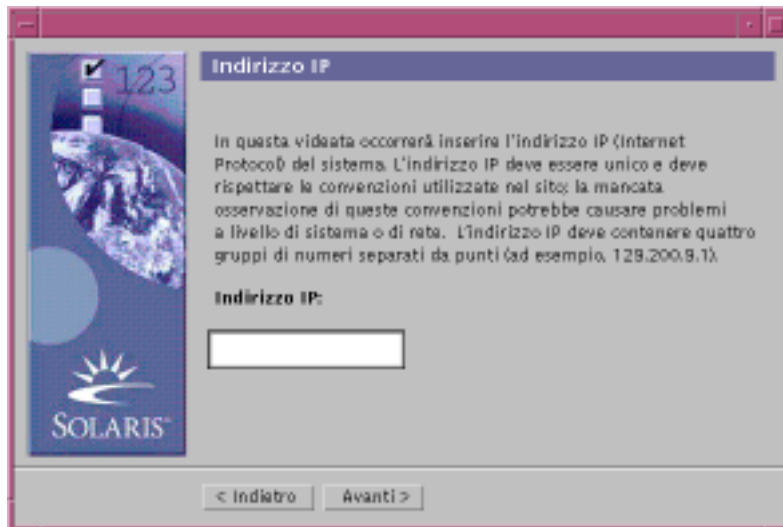 123
Indirizzo IP
In questa videata occorrerà inserire l'indirizzo IP (Internet
Protocol) del sistema. L'indirizzo IP deve essere unico e deve
rispettare le convenzioni utilizzate nel sito; la mancata
osservazione di queste convenzioni potrebbe causare problemi
a livello di sistema o di rete. L'indirizzo IP deve contenere quattro
gruppi di numeri separati da punti (ad esempio, 129.200.9.1).
Indirizzo IP:
SOLARIS™
< Indietro
Avanti >